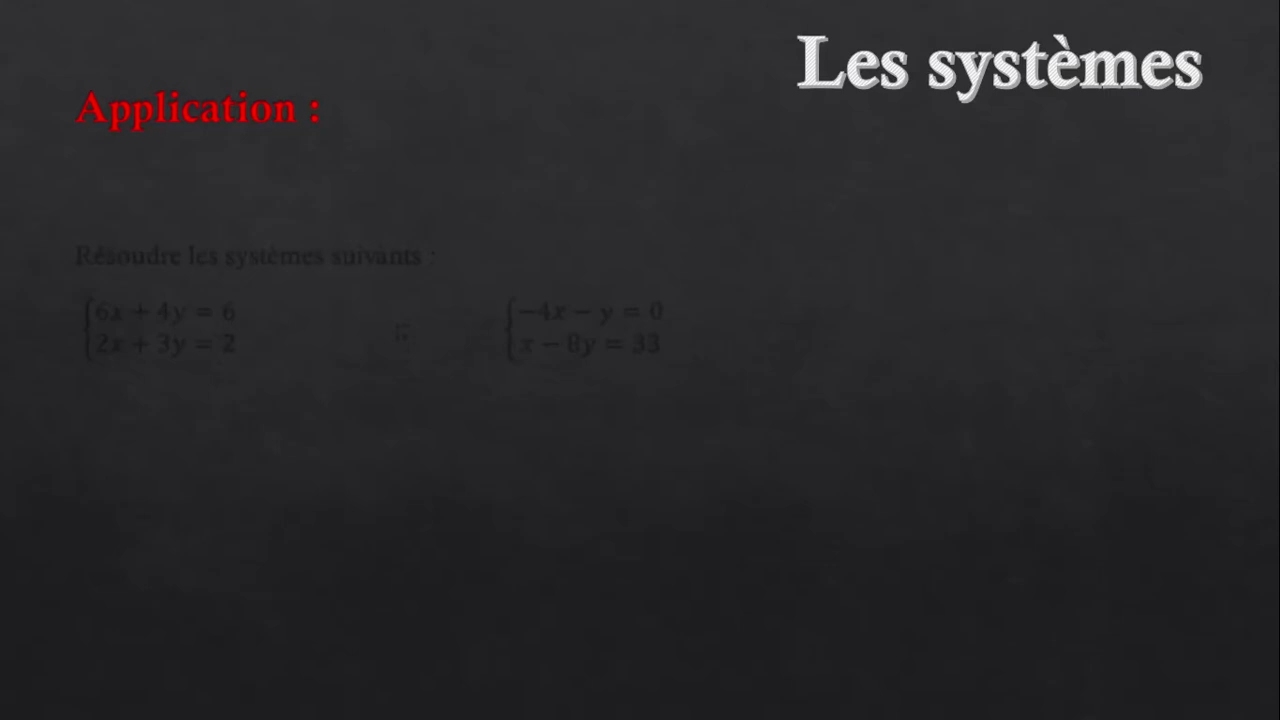 Les systèmes
Application :
Résoudre les systèmes suivants :
6x + 4y = 6
2x + 3y = 2
;
−4x − y = 0
x − 8y = 33